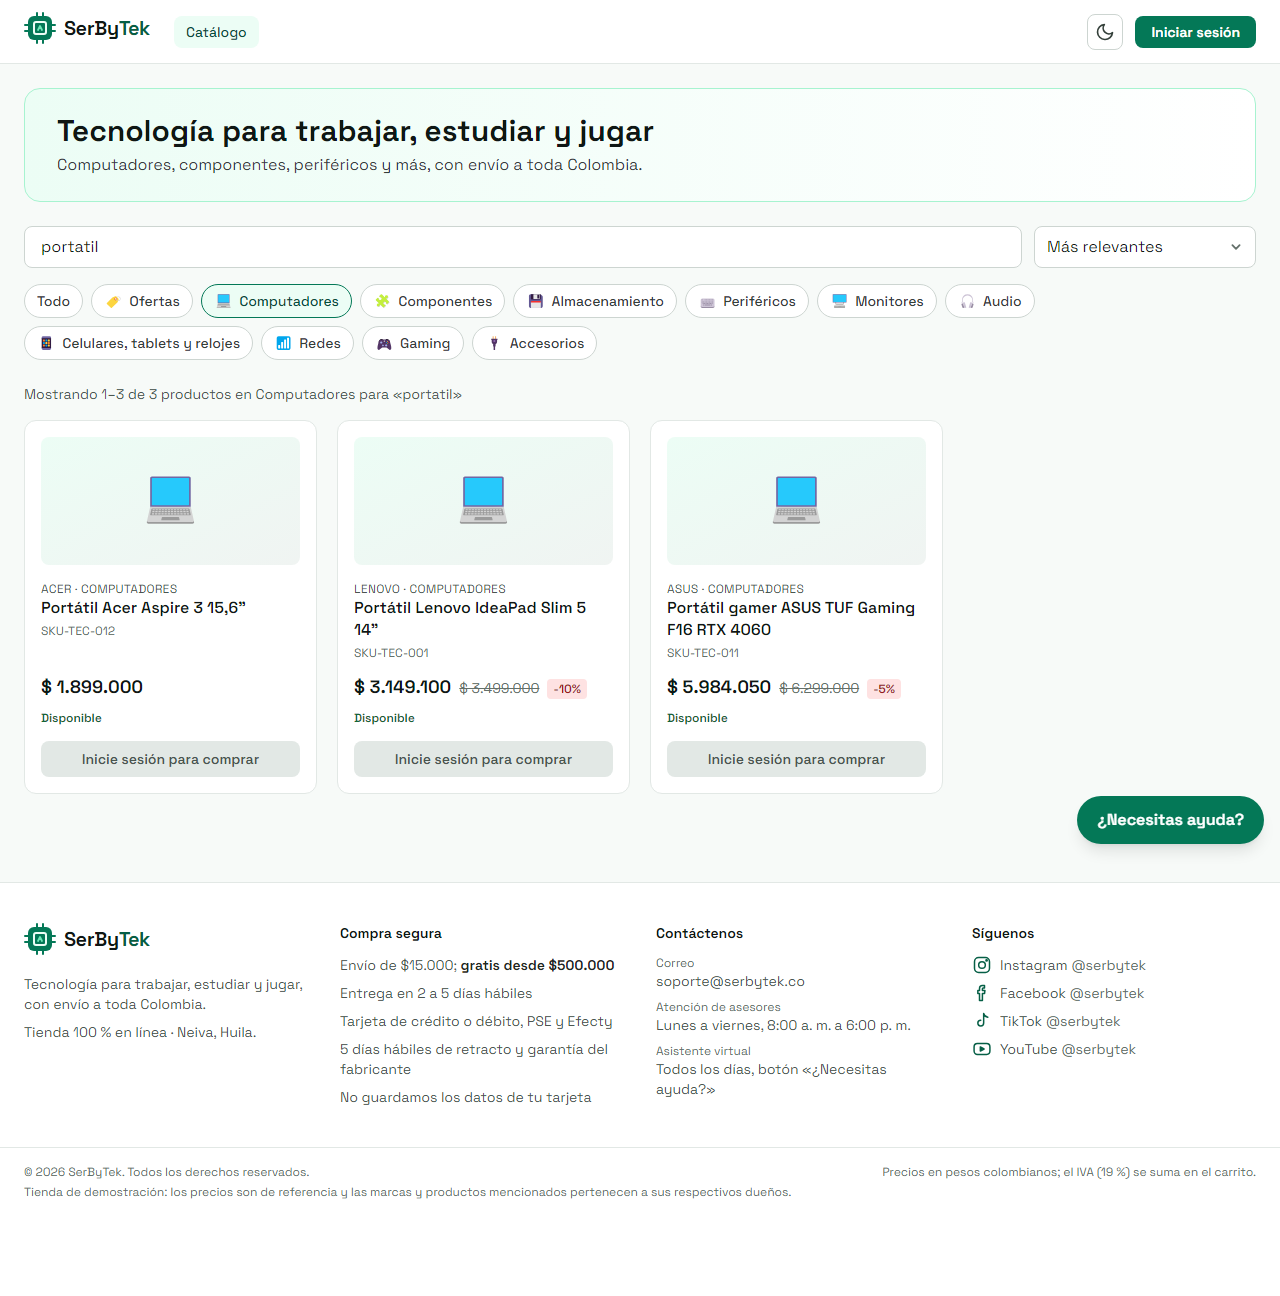 SerByTek
Catálogo
Iniciar sesión
Tecnología para trabajar, estudiar y jugar
Computadores, componentes, periféricos y más, con envío a toda Colombia.
portatil
Más relevantes
Todo
Ofertas
Computadores
Componentes
Almacenamiento
Periféricos
Monitores
Audio
Celulares, tablets y relojes
Redes
Gaming
Accesorios
Mostrando 1–3 de 3 productos en Computadores para «portatil»
ACER · COMPUTADORES
Portátil Acer Aspire 3 15,6”
SKU-TEC-012
$ 1.899.000
Disponible
Inicie sesión para comprar
LENOVO · COMPUTADORES
Portátil Lenovo IdeaPad Slim 5
14”
SKU-TEC-001
$ 3.149.100 $ 3.499.000 -10%
Disponible
Inicie sesión para comprar
ASUS · COMPUTADORES
Portátil gamer ASUS TUF Gaming
F16 RTX 4060
SKU-TEC-011
$ 5.984.050 $ 6.299.000 -5%
Disponible
Inicie sesión para comprar
¿Necesitas ayuda?
SerByTek
Tecnología para trabajar, estudiar y jugar,
con envío a toda Colombia.
Tienda 100 % en línea · Neiva, Huila.
Compra segura
Envío de $15.000; gratis desde $500.000
Entrega en 2 a 5 días hábiles
Tarjeta de crédito o débito, PSE y Efecty
5 días hábiles de retracto y garantía del
fabricante
No guardamos los datos de tu tarjeta
Contáctenos
Correo
soporte@serbytek.co
Atención de asesores
Lunes a viernes, 8:00 a. m. a 6:00 p. m.
Asistente virtual
Todos los días, botón «¿Necesitas
ayuda?»
Síguenos
Instagram @serbytek
Facebook @serbytek
TikTok @serbytek
YouTube @serbytek
© 2026 SerByTek. Todos los derechos reservados.
Precios en pesos colombianos; el IVA (19 %) se suma en el carrito.
Tienda de demostración: los precios son de referencia y las marcas y productos mencionados pertenecen a sus respectivos dueños.